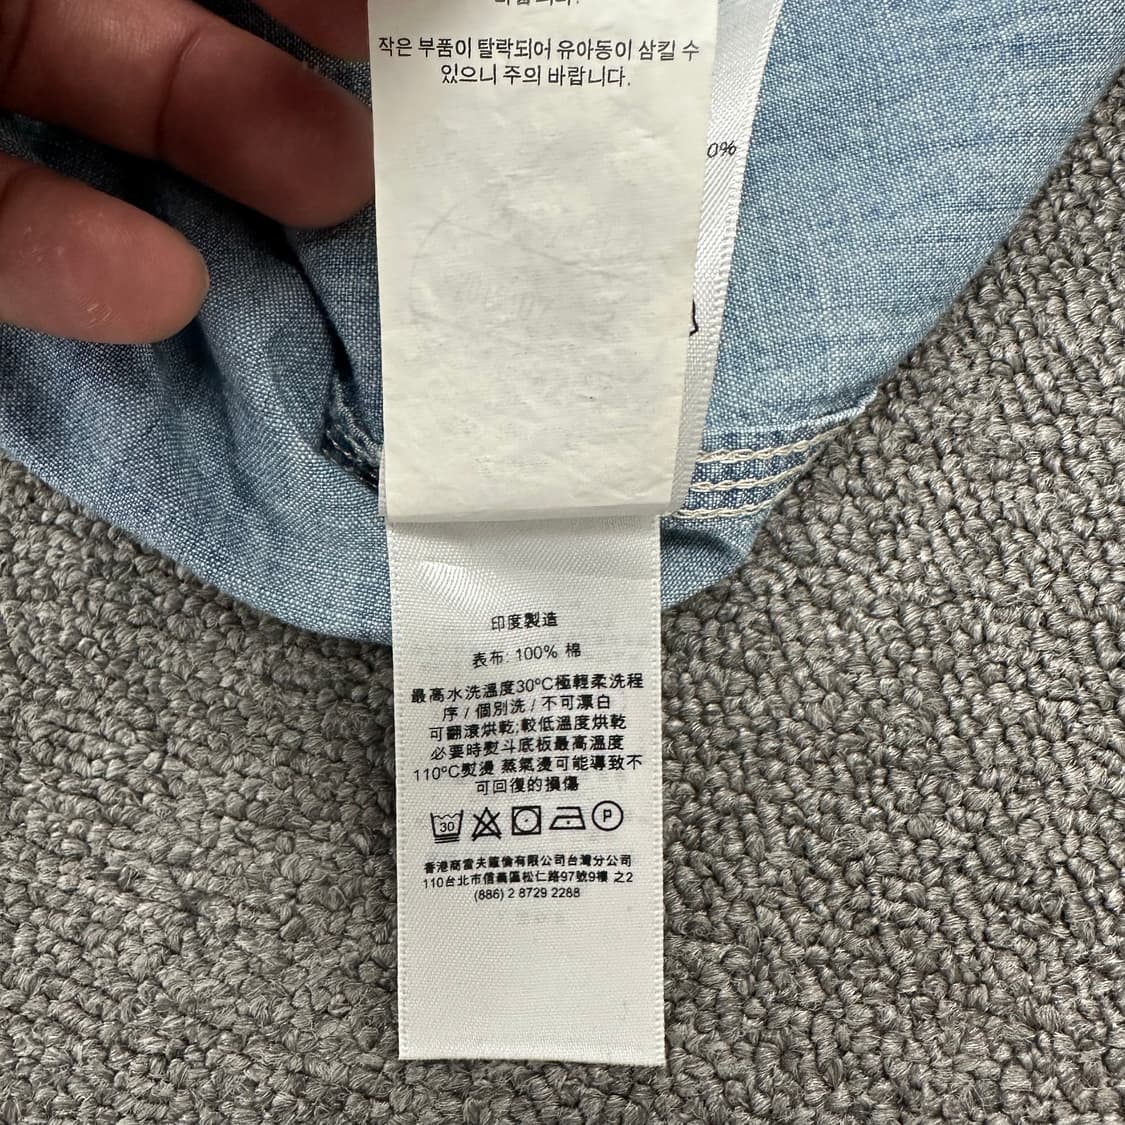 작은 부품이 탈락되어 유아동이 삼킬 수
있으니 주의 바랍니다.
0%
印度製造
表布: 100% 棉
最高水洗溫度30ºC極輕柔洗程
序 / 個別洗 / 不可漂白
可翻滾烘乾;較低溫度烘乾
必要時熨斗底板最高溫度
110ºC熨燙 蒸氣燙可能導致不
可回復的損傷
30 P
香港商雷夫羅倫有限公司台灣分公司
110台北市信義區松仁路97號9樓 之2
(886) 2 8729 2288